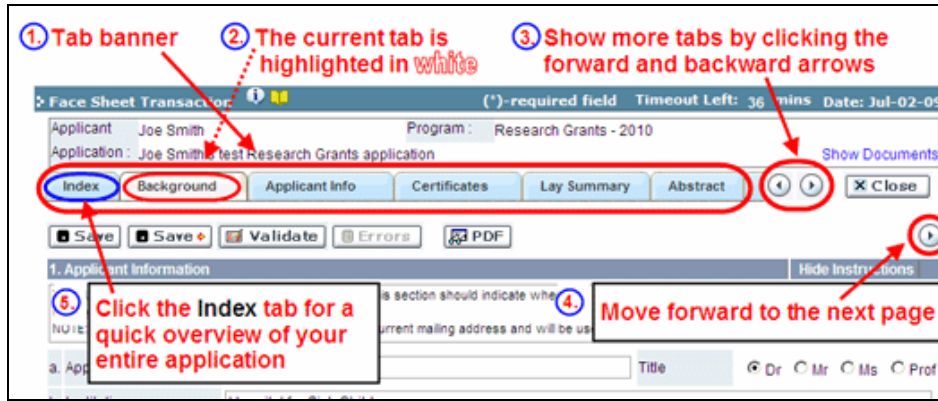 1. Tab banner
2. The current tab is
highlighted in white
3. Show more tabs by clicking the
forward and backward arrows
Face Sheet Transaction
(*)-required field Timeout Left: 36 mins Date: Jul-02-09
Applicant Joe Smith Program : Research Grants - 2010
Application : Joe Smith's test Research Grants application
Show Documents
Index Background Applicant Info Certificates Lay Summary Abstract
X Close
Save Save Validate Errors PDF
1. Applicant Information Hide Instructions
5. Click the Index tab for a
quick overview of your
entire application
section should indicate
NOTE:
mailing address and will be
4. Move forward to the next page
a. Title Dr Mr Ms Prof